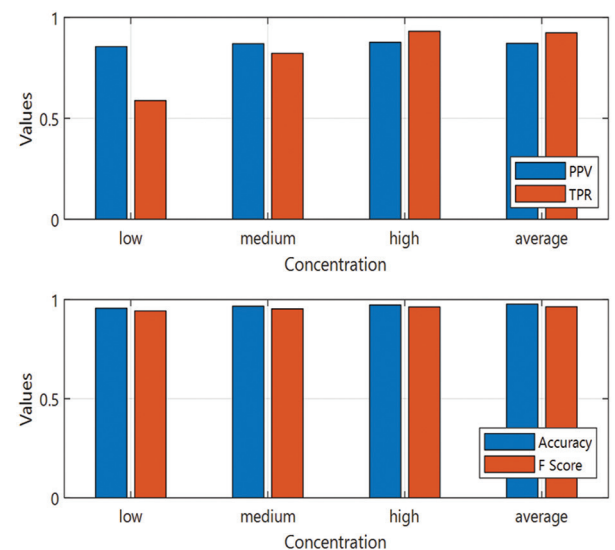 1
0.5
0
Values
PPV
TPR
low medium high average
Concentration
1
0.5
0
Values
Accuracy
F Score
low medium high average
Concentration